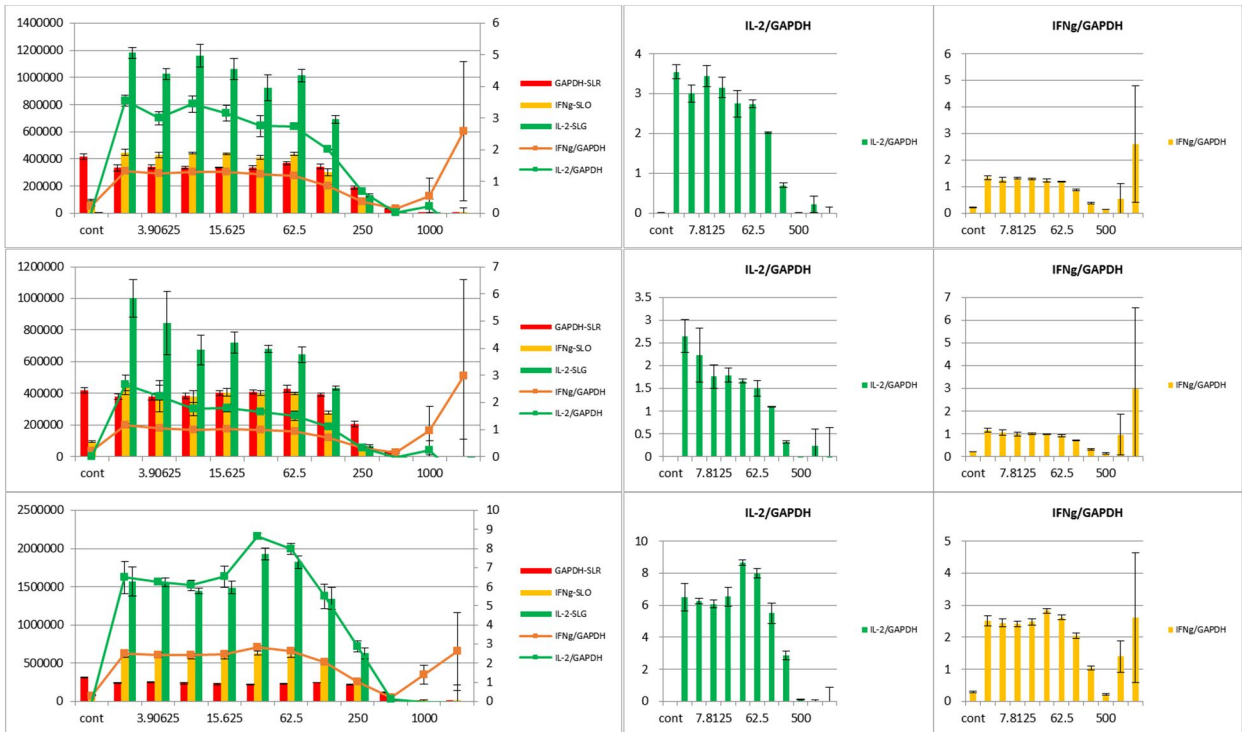 1400000
1200000
1000000
800000
600000
400000
200000
0
6
5
4
3
2
1
0
cont 3.90625 15.625 62.5 250 1000
GAPDH-SLR
IFNg-SLO
IL-2-SLG
IFNg/GAPDH
IL-2/GAPDH
IL-2/GAPDH
4
3
2
1
0
cont 7.8125 62.5 500
IL-2/GAPDH
IFNg/GAPDH
6
5
4
3
2
1
0
cont 7.8125 62.5 500
IFNg/GAPDH
1200000
1000000
800000
600000
400000
200000
0
7
6
5
4
3
2
1
0
cont 3.90625 15.625 62.5 250 1000
GAPDH-SLR
IFNg-SLO
IL-2-SLG
IFNg/GAPDH
IL-2/GAPDH
IL-2/GAPDH
3.5
3
2.5
2
1.5
1
0.5
0
cont 7.8125 62.5 500
IL-2/GAPDH
IFNg/GAPDH
7
6
5
4
3
2
1
0
cont 7.8125 62.5 500
IFNg/GAPDH
2500000
2000000
1500000
1000000
500000
0
10
9
8
7
6
5
4
3
2
1
0
cont 3.90625 15.625 62.5 250 1000
GAPDH-SLR
IFNg-SLO
IL-2-SLG
IFNg/GAPDH
IL-2/GAPDH
IL-2/GAPDH
10
8
6
4
2
0
cont 7.8125 62.5 500
IL-2/GAPDH
IFNg/GAPDH
5
4
3
2
1
0
cont 7.8125 62.5 500
IFNg/GAPDH